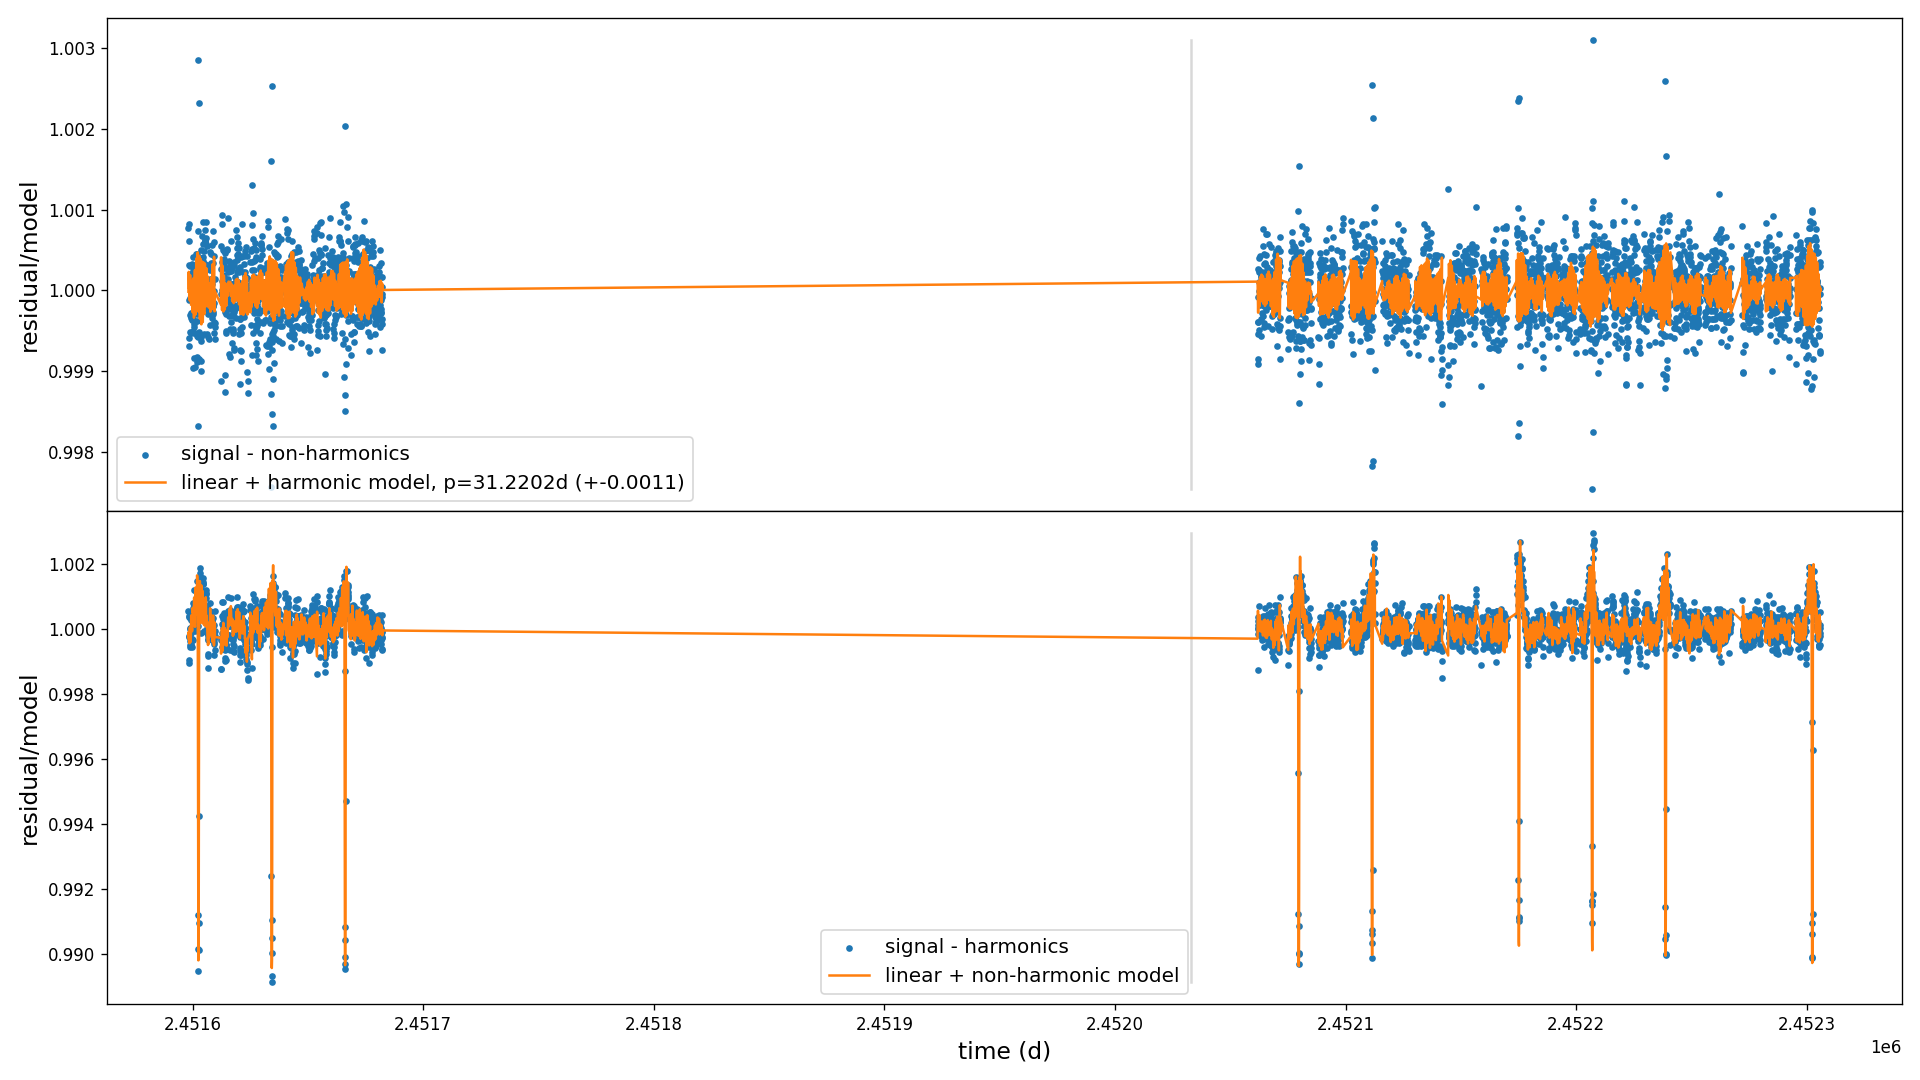 1.003
1.002
1.001
1.000
0.999
0.998
residual/model
signal - non-harmonics
linear + harmonic model, p=31.2202d (+-0.0011)
1.002
1.000
0.998
0.996
0.994
0.992
0.990
residual/model
signal - harmonics
linear + non-harmonic model
2.4516 2.4517 2.4518 2.4519 2.4520 2.4521 2.4522 2.4523
time (d)
1e6